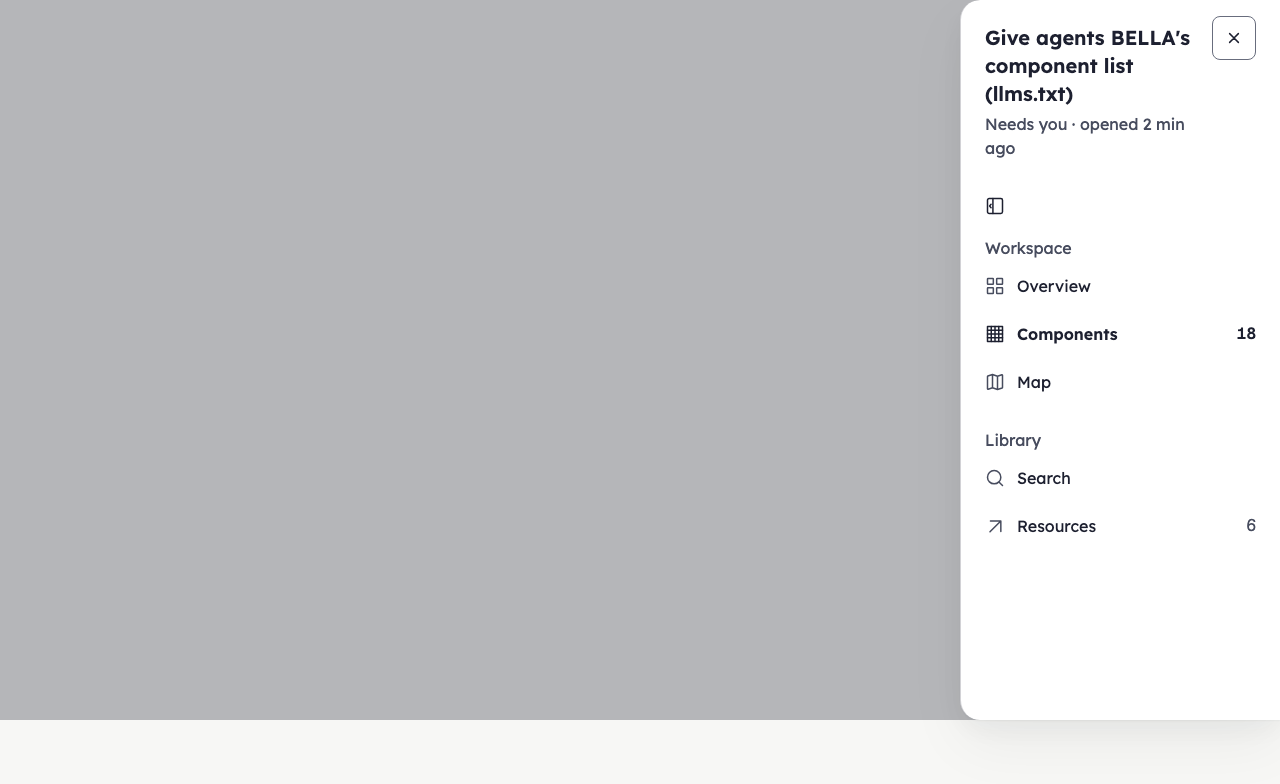 Give agents BELLA's
component list
(llms.txt)
Needs you · opened 2 min
ago
Workspace
Overview
Components 18
Map
Library
Search
Resources 6